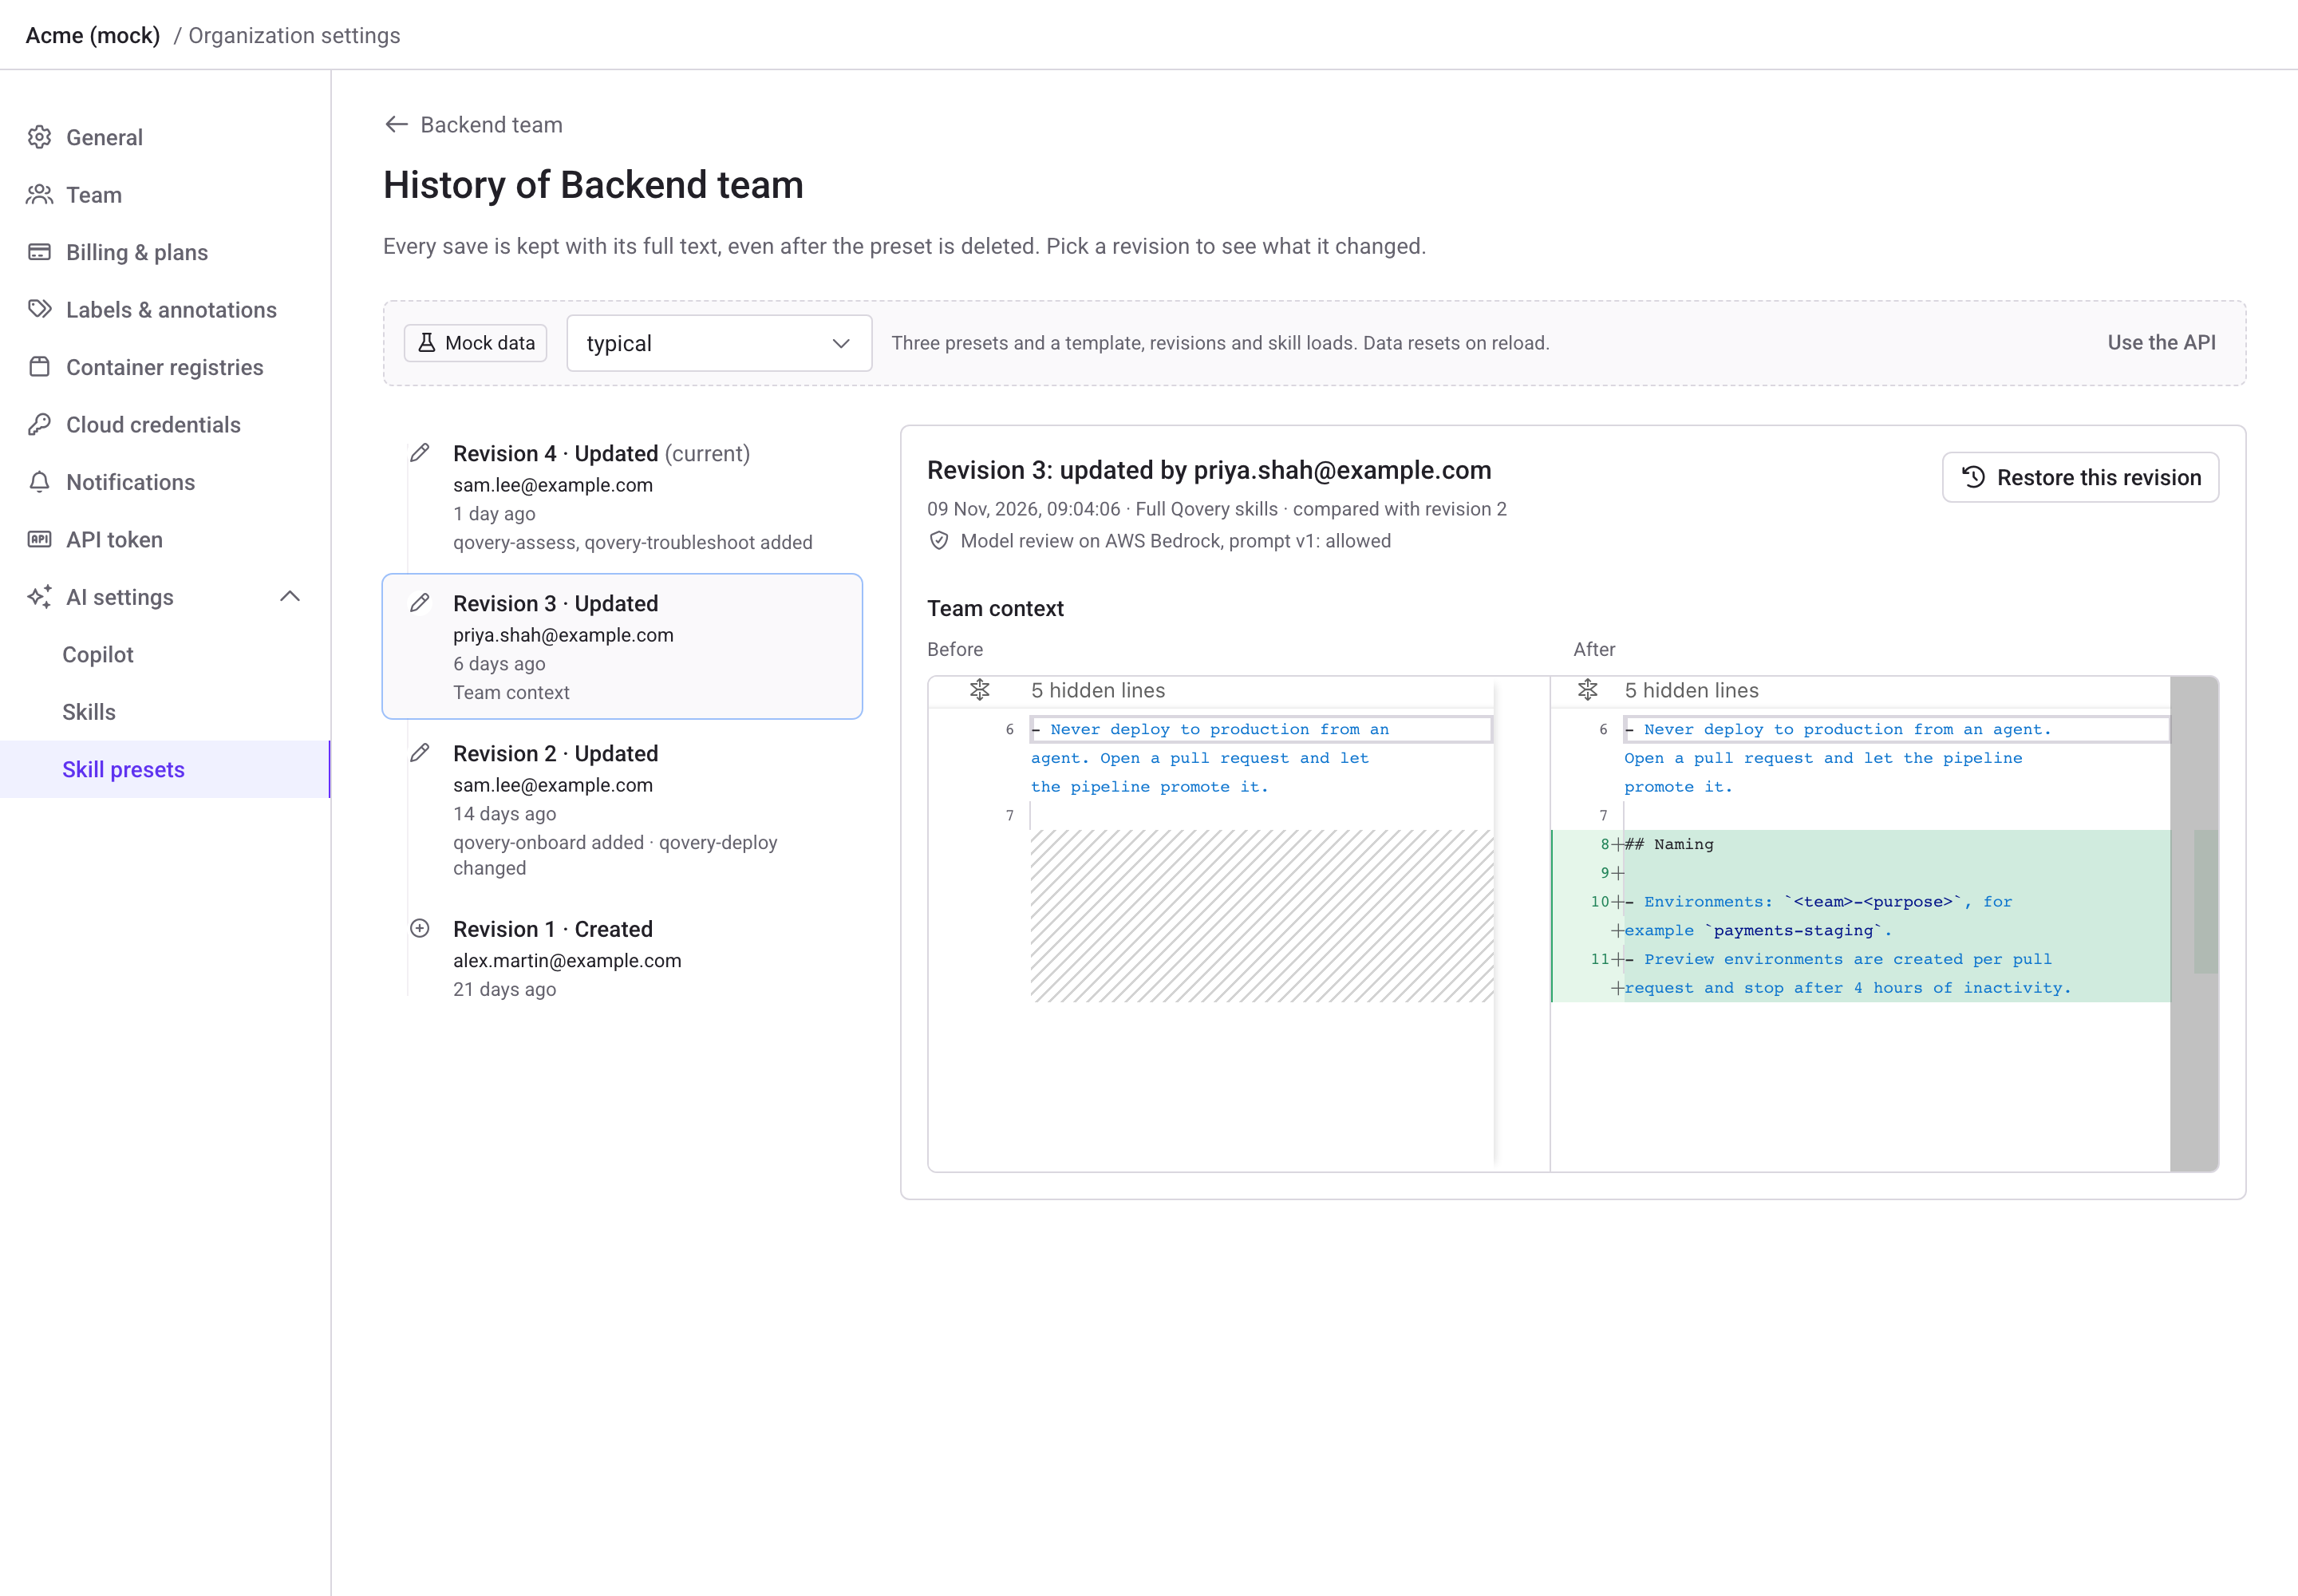 Acme (mock) / Organization settings
General
Team
Billing & plans
Labels & annotations
Container registries
Cloud credentials
Notifications
API token
AI settings
Copilot
Skills
Skill presets
Backend team
History of Backend team
Every save is kept with its full text, even after the preset is deleted. Pick a revision to see what it changed.
Mock data
typical
Three presets and a template, revisions and skill loads. Data resets on reload.
Use the API
Revision 4 · Updated (current)
sam.lee@example.com
1 day ago
qovery-assess, qovery-troubleshoot added
Revision 3 · Updated
priya.shah@example.com
6 days ago
Team context
Revision 2 · Updated
sam.lee@example.com
14 days ago
qovery-onboard added · qovery-deploy
changed
Revision 1 · Created
alex.martin@example.com
21 days ago
Revision 3: updated by priya.shah@example.com
Restore this revision
09 Nov, 2026, 09:04:06 · Full Qovery skills · compared with revision 2
Model review on AWS Bedrock, prompt v1: allowed
Team context
Before
5 hidden lines
6 - Never deploy to production from an
agent. Open a pull request and let
the pipeline promote it.
7
After
5 hidden lines
6 - Never deploy to production from an agent.
Open a pull request and let the pipeline
promote it.
7
8+## Naming
9+
10+- Environments: `<team>-<purpose>`, for
+example `payments-staging`.
11+- Preview environments are created per pull
+request and stop after 4 hours of inactivity.